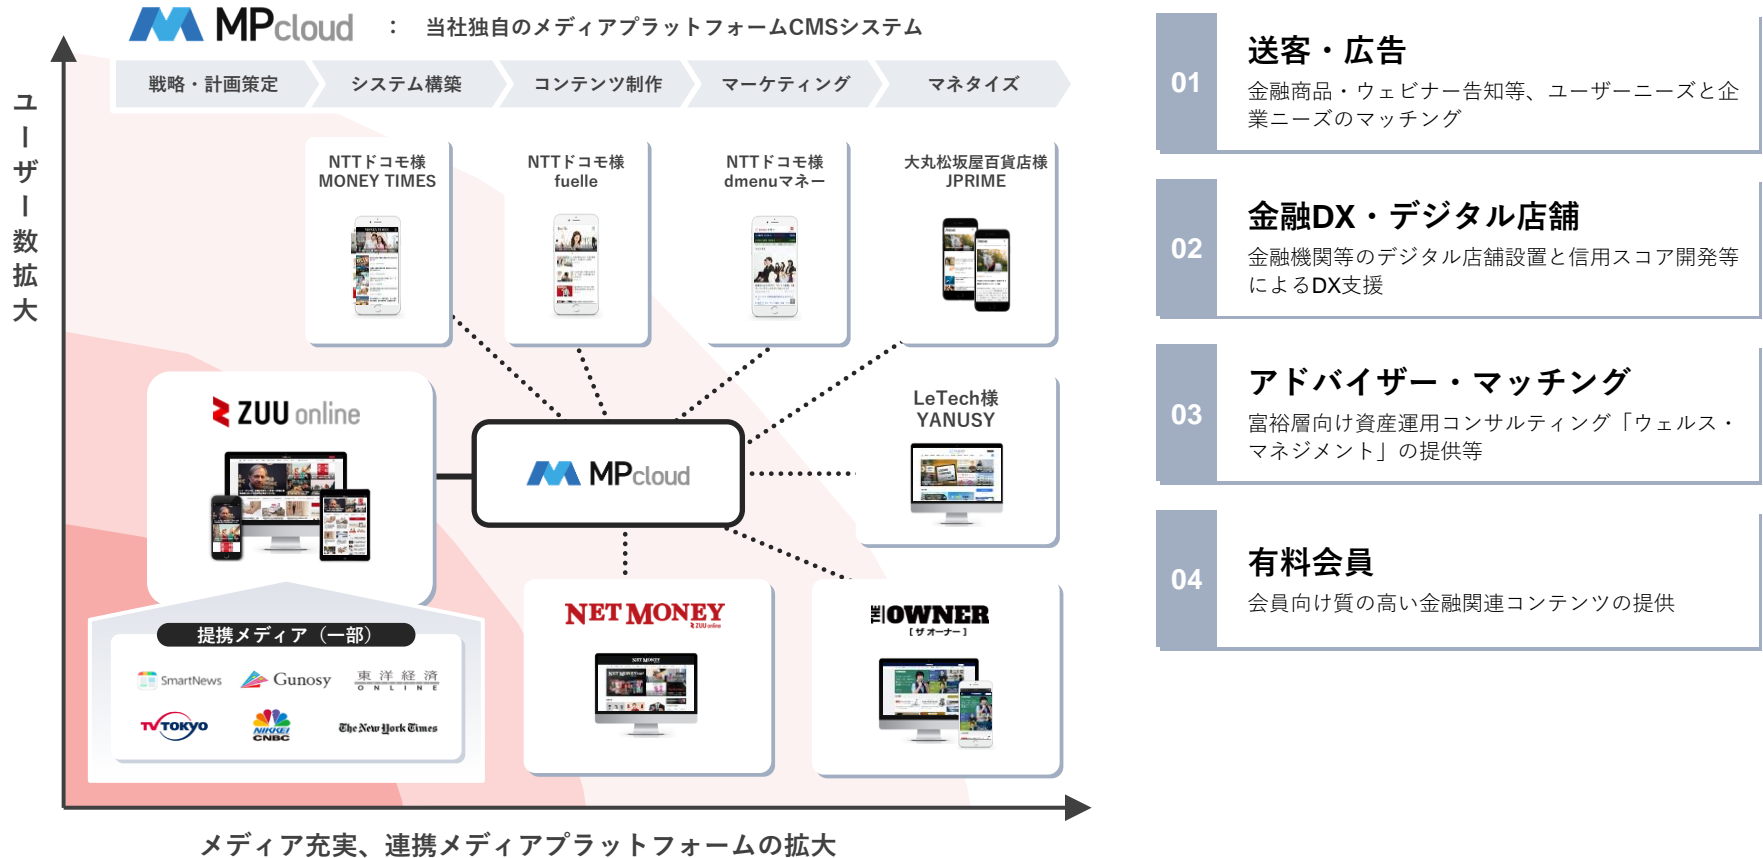 MPcloud ： 当社独自のメディアプラットフォームCMSシステム
戦略・計画策定
システム構築
コンテンツ制作
マーケティング
マネタイズ
ユーザー数拡大
NTTドコモ様
MONEY TIMES
NTTドコモ様
fuelle
NTTドコモ様
dmenuマネー
大丸松坂屋百貨店様
JPRIME
ZUU online
MPcloud
LeTech様
YANUSY
提携メディア（一部）
SmartNews
Gunosy
東洋経済
ONLINE
TV TOKYO
NIKKEI
CNBC
The New York Times
NET MONEY
ZUU online
THE OWNER
[ ザ オーナー ]
メディア充実、連携メディアプラットフォームの拡大
01
送客・広告
金融商品・ウェビナー告知等、ユーザーニーズと企
業ニーズのマッチング
02
金融DX・デジタル店舗
金融機関等のデジタル店舗設置と信用スコア開発等
によるDX支援
03
アドバイザー・マッチング
富裕層向け資産運用コンサルティング「ウェルス・
マネジメント」の提供等
04
有料会員
会員向け質の高い金融関連コンテンツの提供